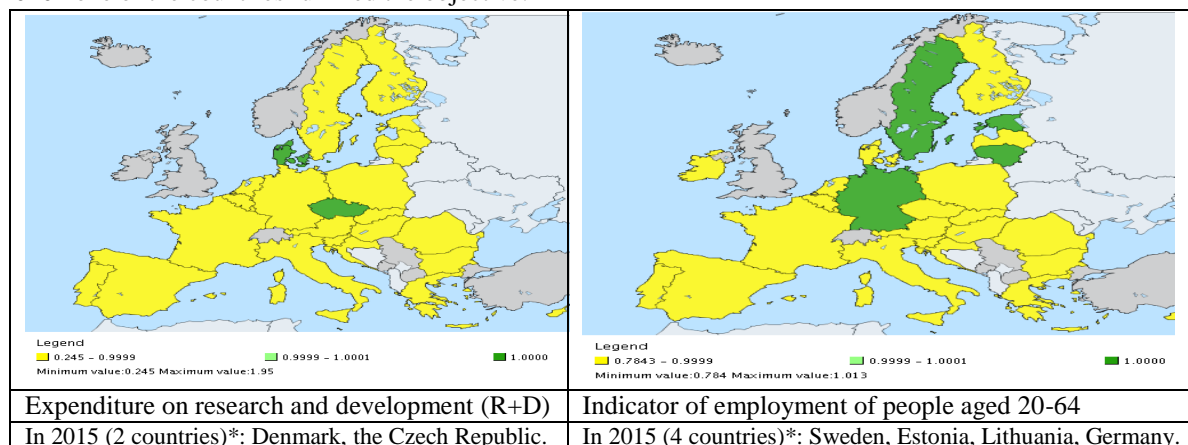 Legend
0.245 – 0.9999 0.9999 – 1.0001 1.0000
Minimum value:0.245 Maximum value:1.95
Legend
0.7843 – 0.9999 0.9999 – 1.0001 1.0000
Minimum value:0.784 Maximum value:1.013
Expenditure on research and development (R+D)
Indicator of employment of people aged 20-64
In 2015 (2 countries)*: Denmark, the Czech Republic.
In 2015 (4 countries)*: Sweden, Estonia, Lithuania, Germany.